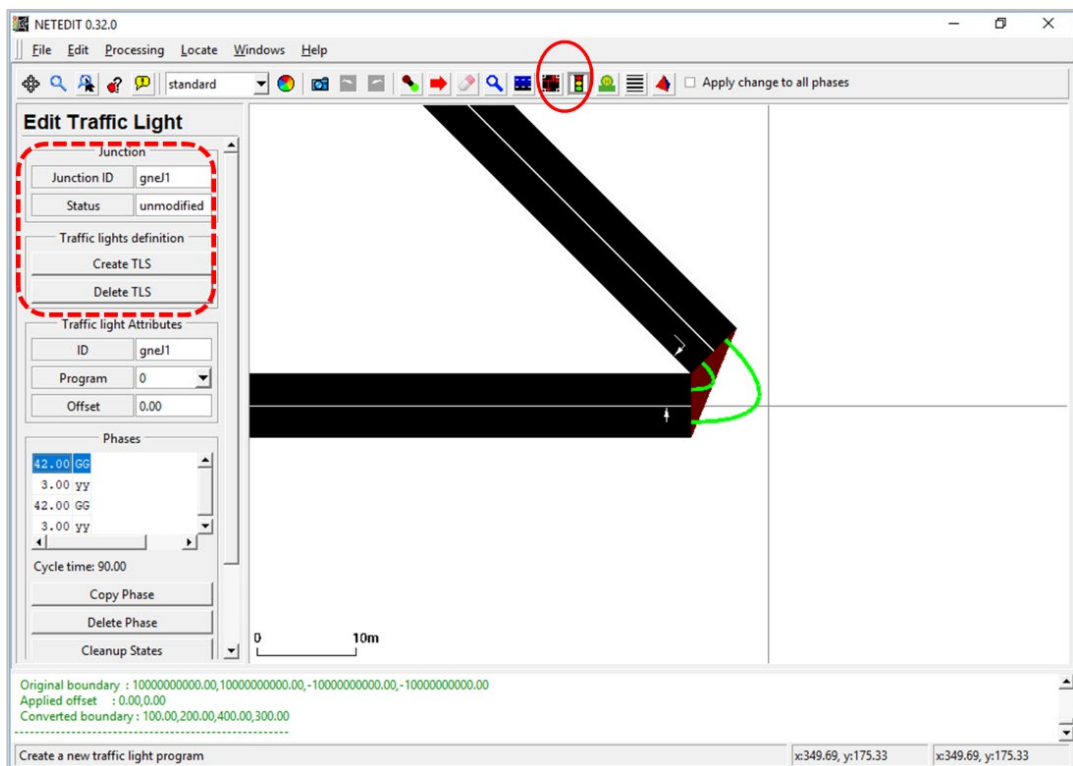 NETEDIT 0.32.0
File Edit Processing Locate Windows Help
standard Apply change to all phases
Edit Traffic Light
Junction
Junction ID gneJ1
Status unmodified
Traffic lights definition
Create TLS
Delete TLS
Traffic light Attributes
ID gneJ1
Program 0
Offset 0.00
Phases
42.00 GG
3.00 yy
42.00 GG
3.00 yy
Cycle time: 90.00
Copy Phase
Delete Phase
Cleanup States
0 10m
Original boundary : 10000000000.00,10000000000.00,-10000000000.00,-10000000000.00
Applied offset : 0.00,0.00
Converted boundary : 100.00,200.00,400.00,300.00
Create a new traffic light program x:349.69, y:175.33 x:349.69, y:175.33